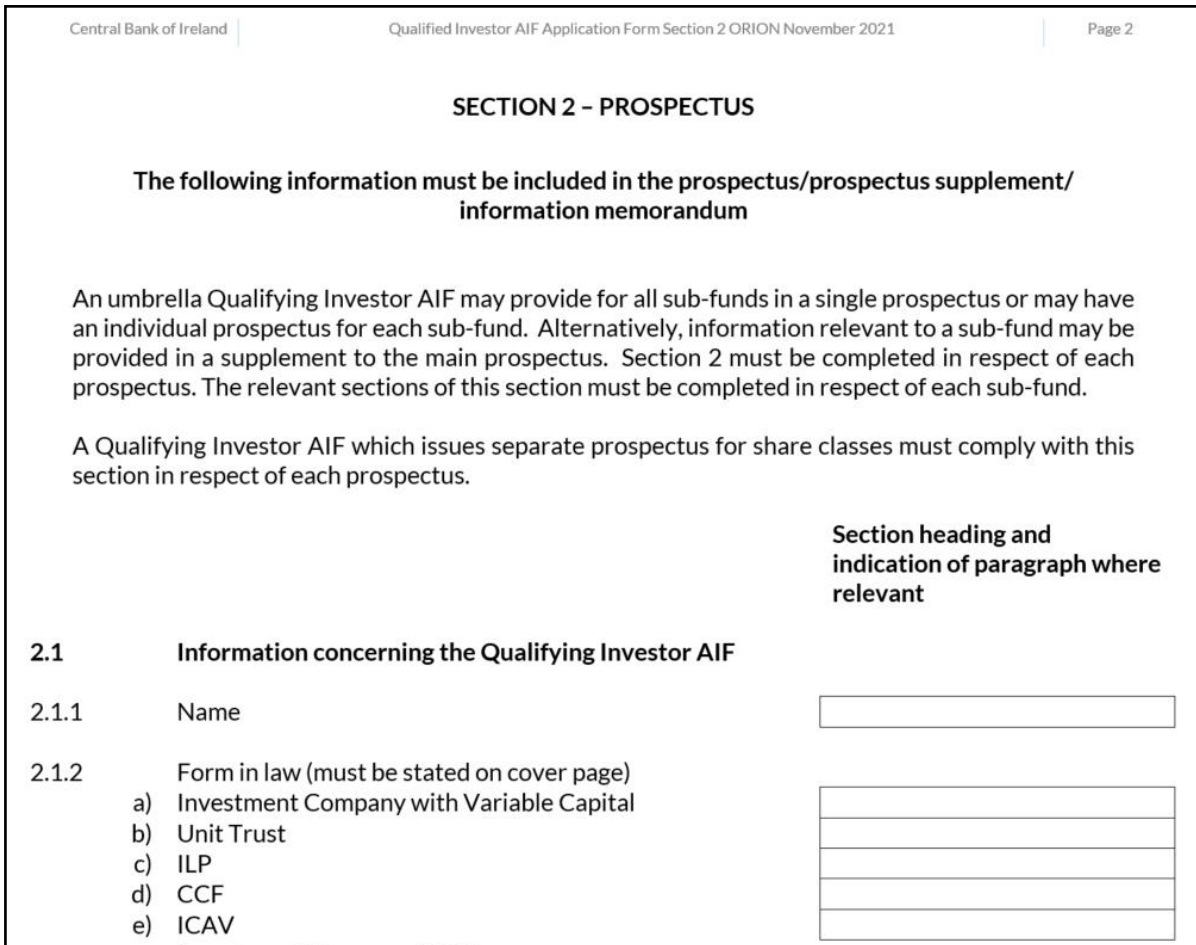 Central Bank of Ireland
Qualified Investor AIF Application Form Section 2 ORION November 2021
Page 2
SECTION 2 – PROSPECTUS
The following information must be included in the prospectus/prospectus supplement/
information memorandum
An umbrella Qualifying Investor AIF may provide for all sub-funds in a single prospectus or may have
an individual prospectus for each sub-fund. Alternatively, information relevant to a sub-fund may be
provided in a supplement to the main prospectus. Section 2 must be completed in respect of each
prospectus. The relevant sections of this section must be completed in respect of each sub-fund.
A Qualifying Investor AIF which issues separate prospectus for share classes must comply with this
section in respect of each prospectus.
Section heading and
indication of paragraph where
relevant
2.1 Information concerning the Qualifying Investor AIF
2.1.1 Name
2.1.2 Form in law (must be stated on cover page)
a) Investment Company with Variable Capital
b) Unit Trust
c) ILP
d) CCF
e) ICAV